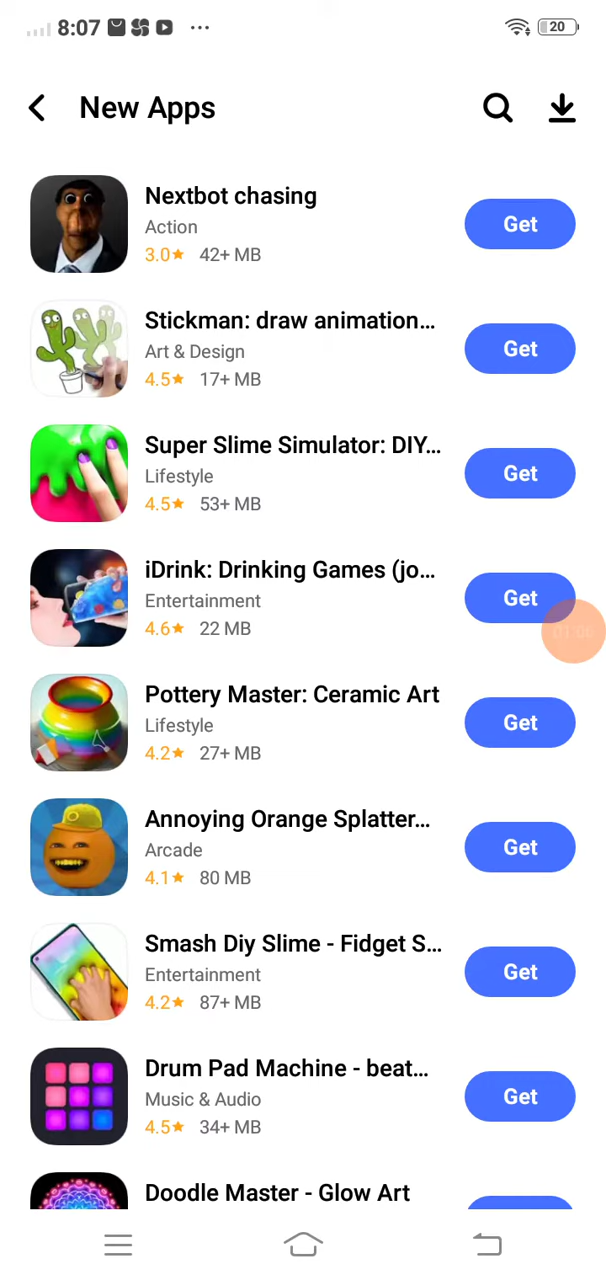 8:07
20
New Apps
Nextbot chasing
Action
3.0★ 42+ MB
Get
Stickman: draw animation...
Art & Design
4.5★ 17+ MB
Get
Super Slime Simulator: DIY...
Lifestyle
4.5★ 53+ MB
Get
iDrink: Drinking Games (jo...
Entertainment
4.6★ 22 MB
Get
01:06
Pottery Master: Ceramic Art
Lifestyle
4.2★ 27+ MB
Get
Annoying Orange Splatter...
Arcade
4.1★ 80 MB
Get
Smash Diy Slime - Fidget S...
Entertainment
4.2★ 87+ MB
Get
Drum Pad Machine - beat...
Music & Audio
4.5★ 34+ MB
Get
Doodle Master - Glow Art